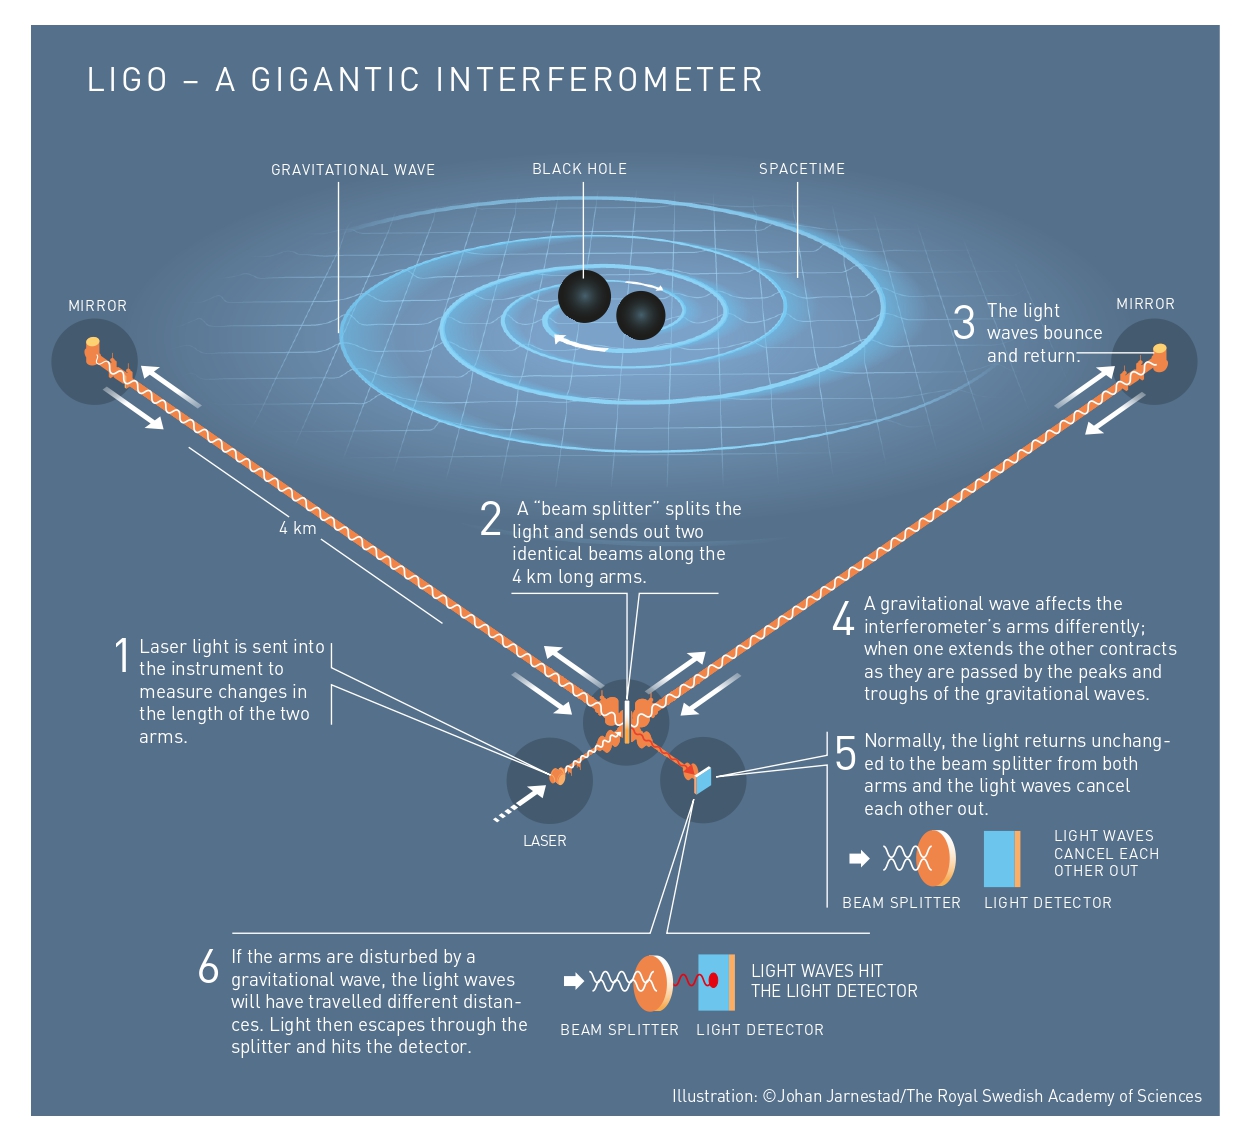 LIGO – A GIGANTIC INTERFEROMETER
GRAVITATIONAL WAVE
BLACK HOLE
SPACETIME
MIRROR
MIRROR
3 The light
waves bounce
and return.
4 km
2 A “beam splitter” splits the
light and sends out two
identical beams along the
4 km long arms.
1 Laser light is sent into
the instrument to
measure changes in
the length of the two
arms.
4 A gravitational wave affects the
interferometer’s arms differently;
when one extends the other contracts
as they are passed by the peaks and
troughs of the gravitational waves.
5 Normally, the light returns unchang-
ed to the beam splitter from both
arms and the light waves cancel
each other out.
LASER
LIGHT WAVES
CANCEL EACH
OTHER OUT
BEAM SPLITTER
LIGHT DETECTOR
6 If the arms are disturbed by a
gravitational wave, the light waves
will have travelled different distan-
ces. Light then escapes through the
splitter and hits the detector.
LIGHT WAVES HIT
THE LIGHT DETECTOR
BEAM SPLITTER
LIGHT DETECTOR
Illustration: ©Johan Jarnestad/The Royal Swedish Academy of Sciences